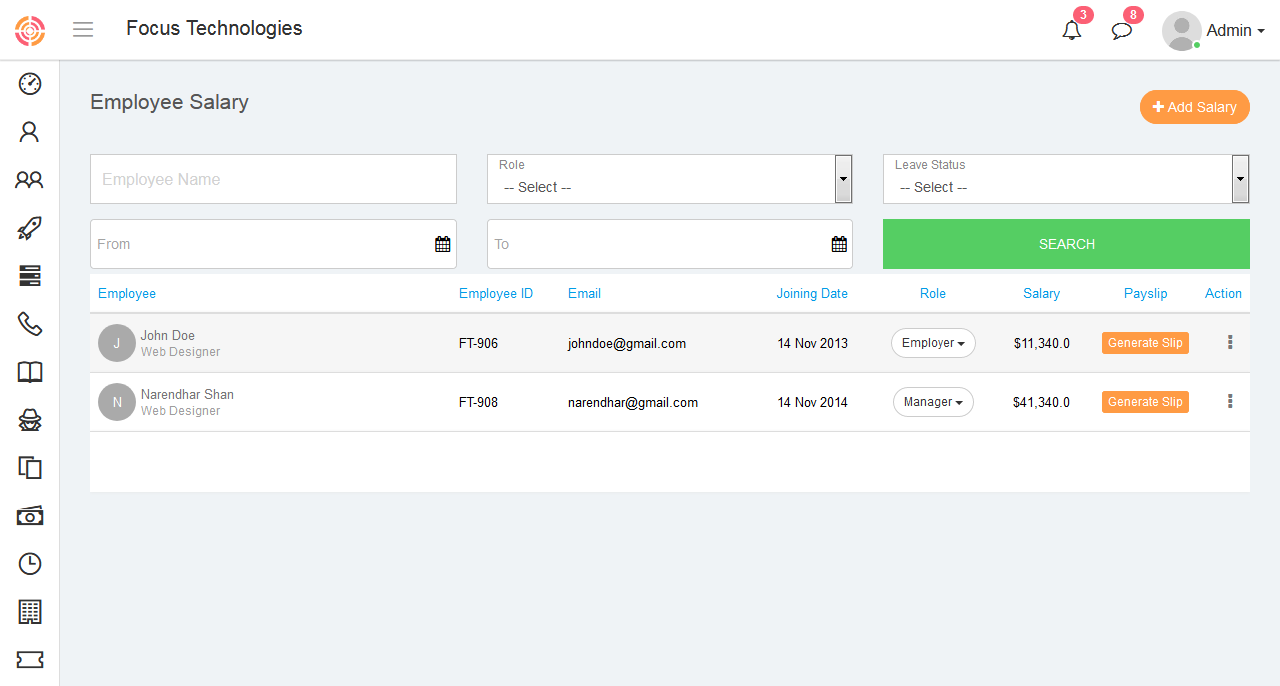 Focus Technologies
3
8
Admin
Employee Salary
Add Salary
Employee Name
Role
-- Select --
Leave Status
-- Select --
From
To
SEARCH
Employee Employee ID Email Joining Date Role Salary Payslip Action
J John Doe FT-906 johndoe@gmail.com 14 Nov 2013 Employer $11,340.0 Generate Slip
Web Designer
N Narendhar Shan FT-908 narendhar@gmail.com 14 Nov 2014 Manager $41,340.0 Generate Slip
Web Designer